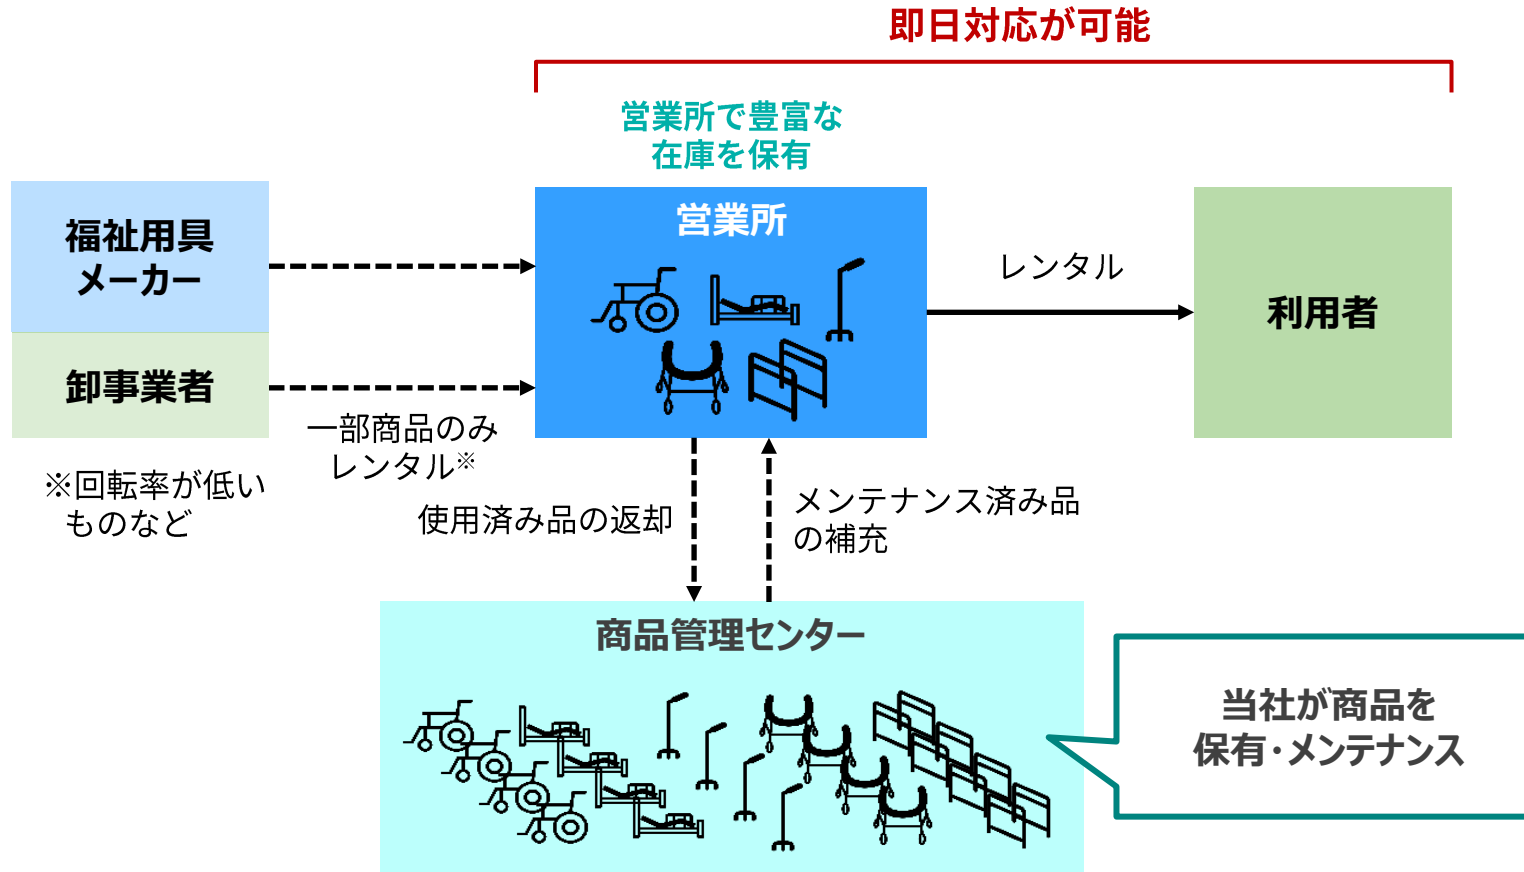 即日対応が可能
営業所で豊富な
在庫を保有
福祉用具
メーカー
卸事業者
営業所
レンタル
利用者
一部商品のみ
レンタル※
※回転率が低い
ものなど
使用済み品の返却
メンテナンス済み品
の補充
商品管理センター
当社が商品を
保有・メンテナンス